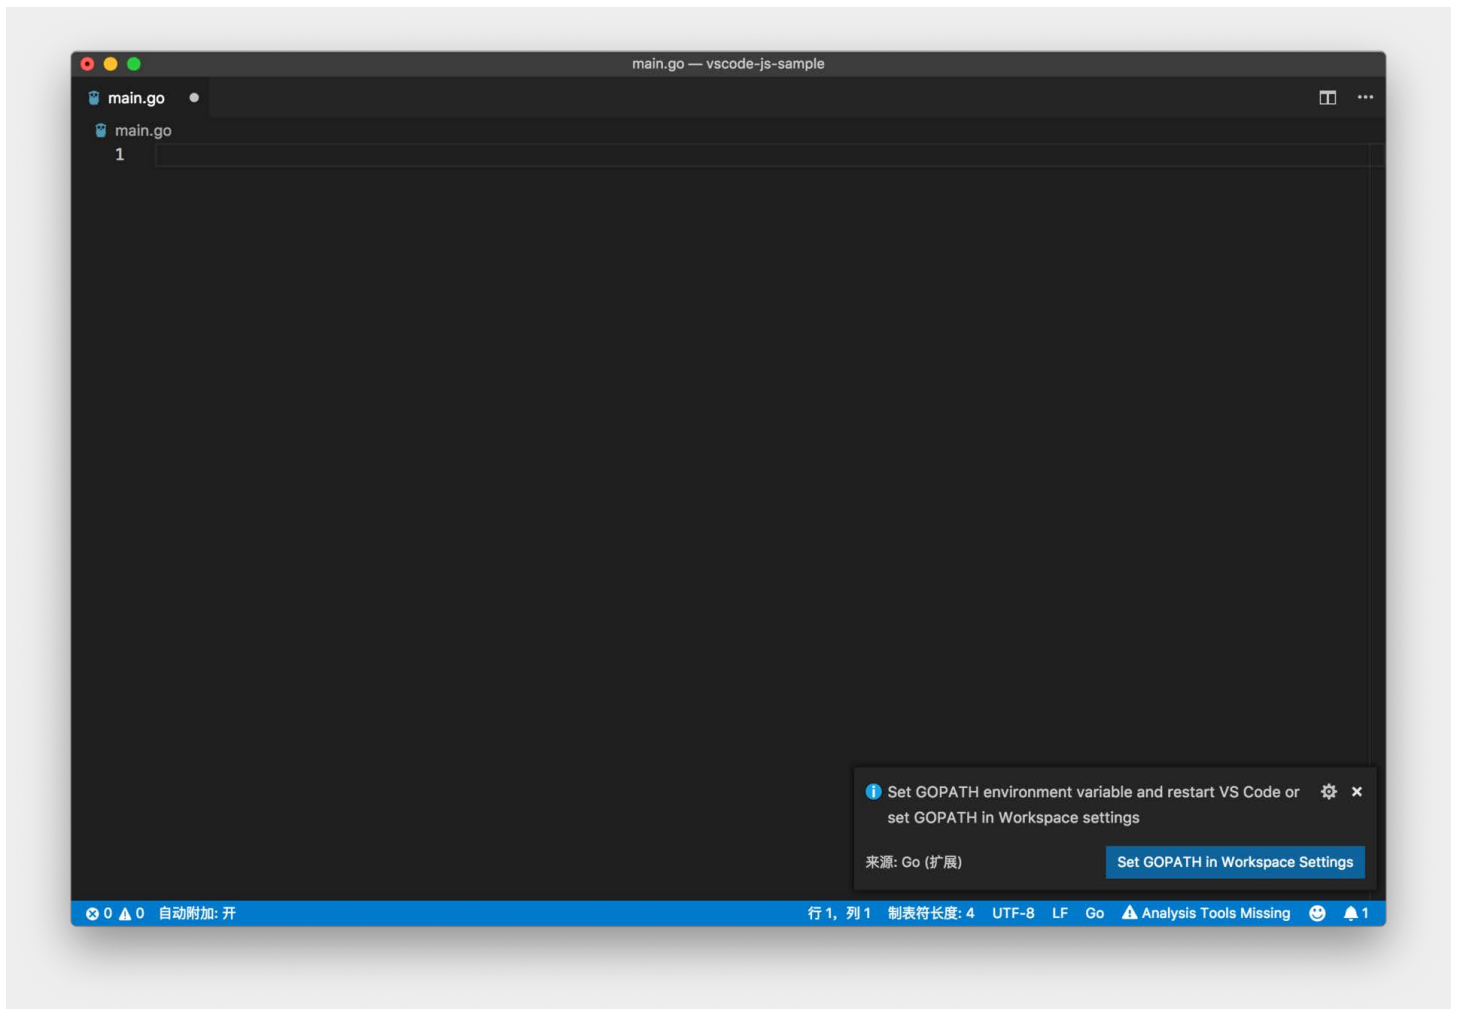 main.go — vscode-js-sample
main.go
main.go
1
Set GOPATH environment variable and restart VS Code or
set GOPATH in Workspace settings
来源: Go (扩展)
Set GOPATH in Workspace Settings
0 0 自动附加: 开 行 1, 列 1 制表符长度: 4 UTF-8 LF Go Analysis Tools Missing 1